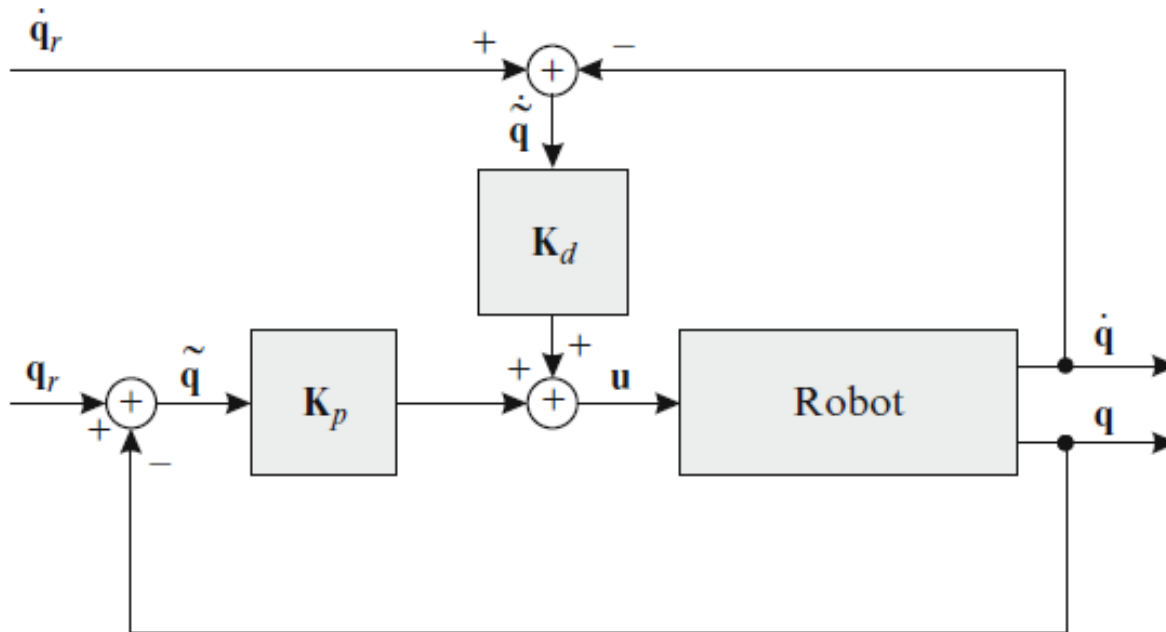 q̇r
+ + −
q̃̇
Kd
+
qr + q̃ Kp + + u Robot q̇
+ − q